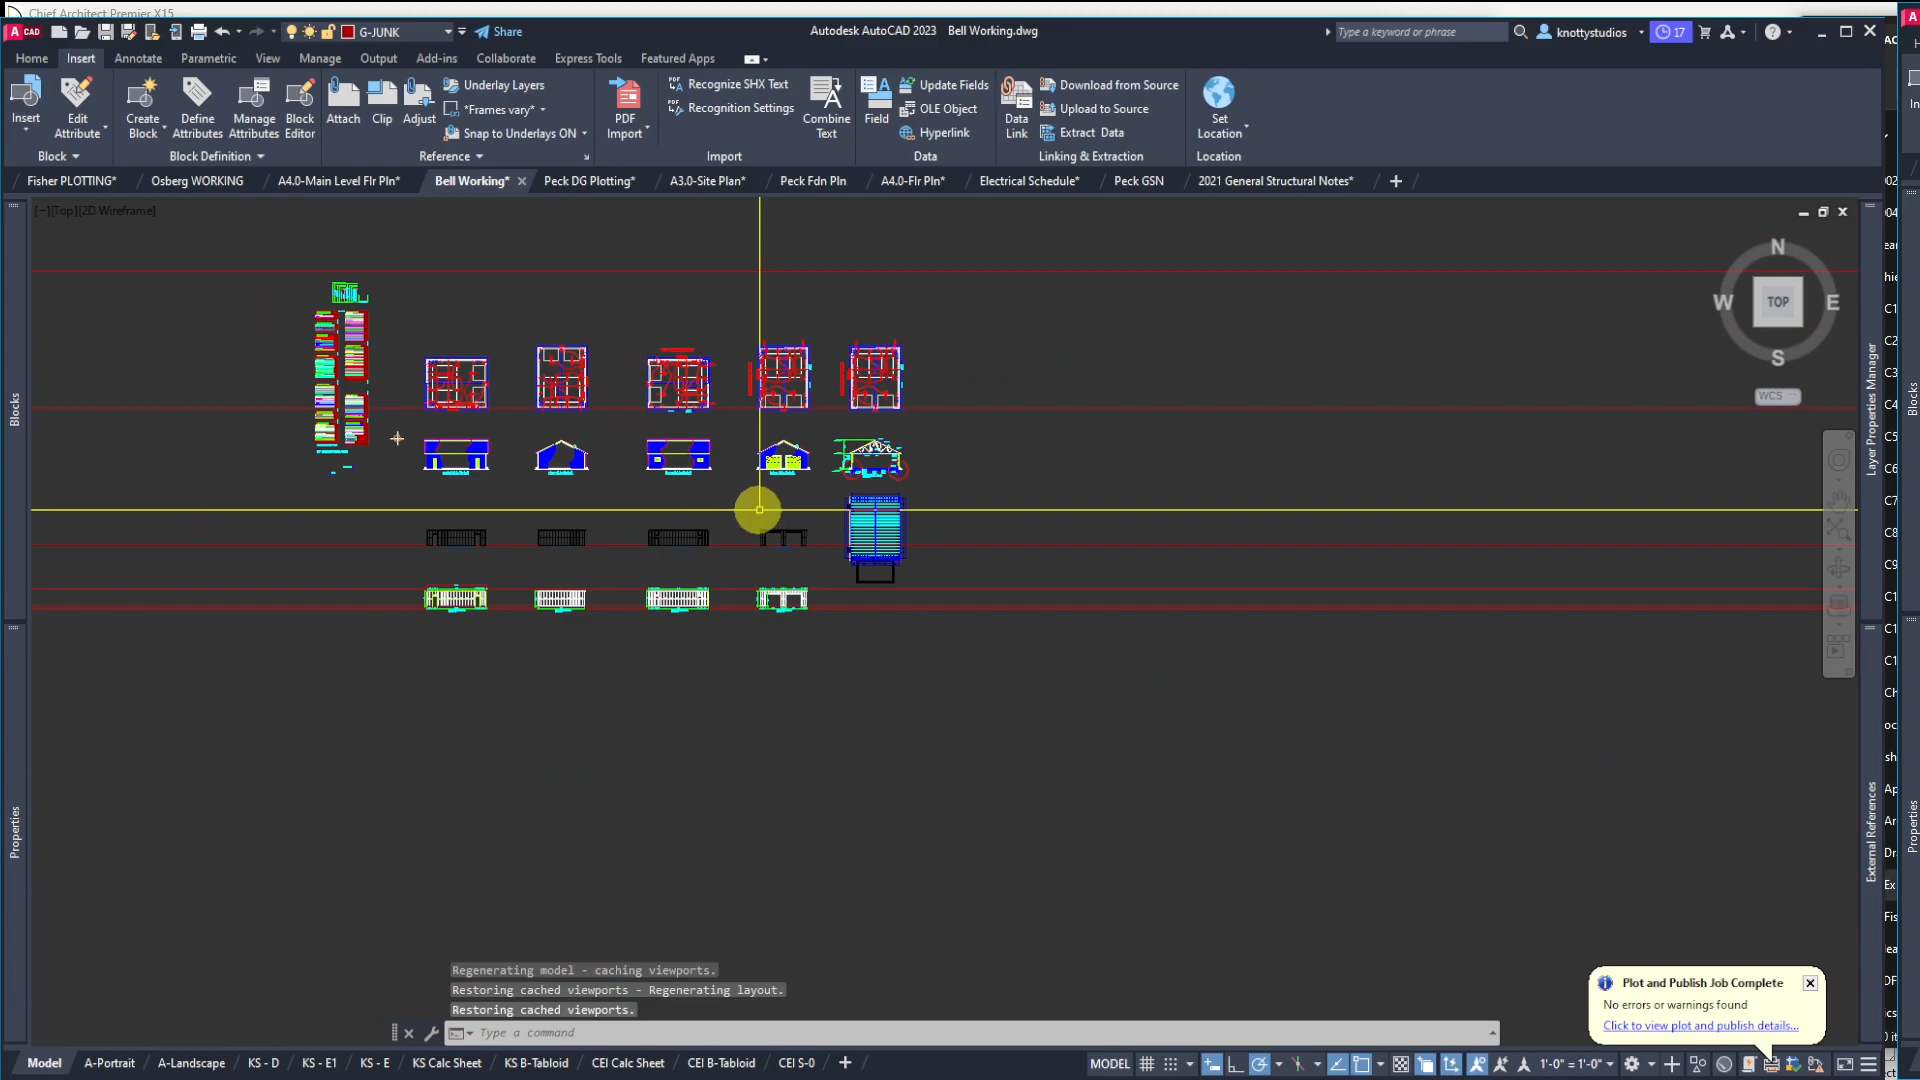 Chief Architect Premier X15
A CAD
G-JUNK
Share
Autodesk AutoCAD 2023 Bell Working.dwg
Type a keyword or phrase
knottystudios
17
Home
Insert
Annotate
Parametric
View
Manage
Output
Add-ins
Collaborate
Express Tools
Featured Apps
Insert
Edit Attribute
Create Block
Define Attributes
Manage Attributes
Block Editor
Attach
Clip
Adjust
Underlay Layers
*Frames vary*
Snap to Underlays ON
PDF Import
Recognize SHX Text
Recognition Settings
Combine Text
Field
Update Fields
OLE Object
Hyperlink
Data Link
Download from Source
Upload to Source
Extract Data
Set Location
Block
Block Definition
Reference
Import
Data
Linking & Extraction
Location
Fisher PLOTTING*
Osberg WORKING
A4.0-Main Level Flr Pln*
Bell Working*
Peck DG Plotting*
A3.0-Site Plan*
Peck Fdn Pln
A4.0-Flr Pln*
Electrical Schedule*
Peck GSN
2021 General Structural Notes*
[−][Top][2D Wireframe]
N
W
TOP
E
S
WCS
Blocks
Properties
Layer Properties Manager
External References
Blocks
Properties
Regenerating model - caching viewports.
Restoring cached viewports - Regenerating layout.
Restoring cached viewports.
Type a command
Plot and Publish Job Complete
No errors or warnings found
Click to view plot and publish details...
Model
A-Portrait
A-Landscape
KS - D
KS - E1
KS - E
KS Calc Sheet
KS B-Tabloid
CEI Calc Sheet
CEI B-Tabloid
CEI S-0
MODEL
1'-0" = 1'-0"